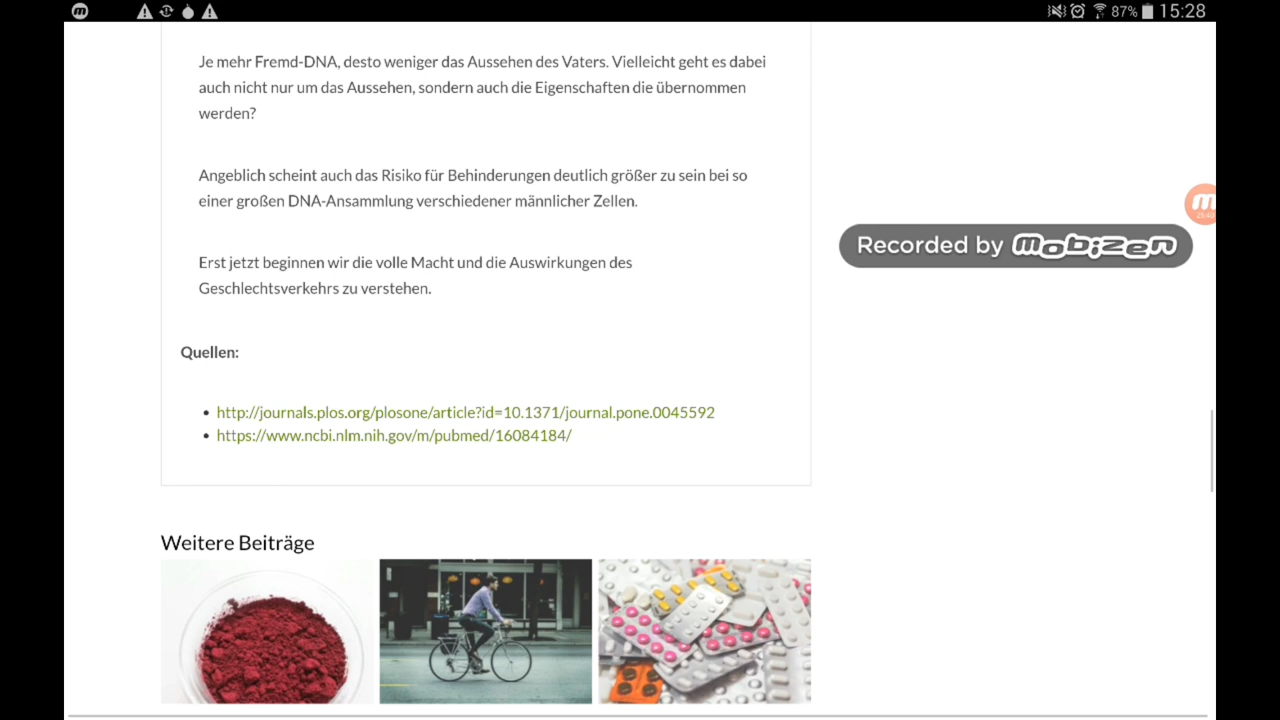 87% 15:28
Je mehr Fremd-DNA, desto weniger das Aussehen des Vaters. Vielleicht geht es dabei
auch nicht nur um das Aussehen, sondern auch die Eigenschaften die übernommen
werden?
Angeblich scheint auch das Risiko für Behinderungen deutlich größer zu sein bei so
einer großen DNA-Ansammlung verschiedener männlicher Zellen.
Recorded by mobizen
Erst jetzt beginnen wir die volle Macht und die Auswirkungen des
Geschlechtsverkehrs zu verstehen.
Quellen:
http://journals.plos.org/plosone/article?id=10.1371/journal.pone.0045592
https://www.ncbi.nlm.nih.gov/m/pubmed/16084184/
Weitere Beiträge